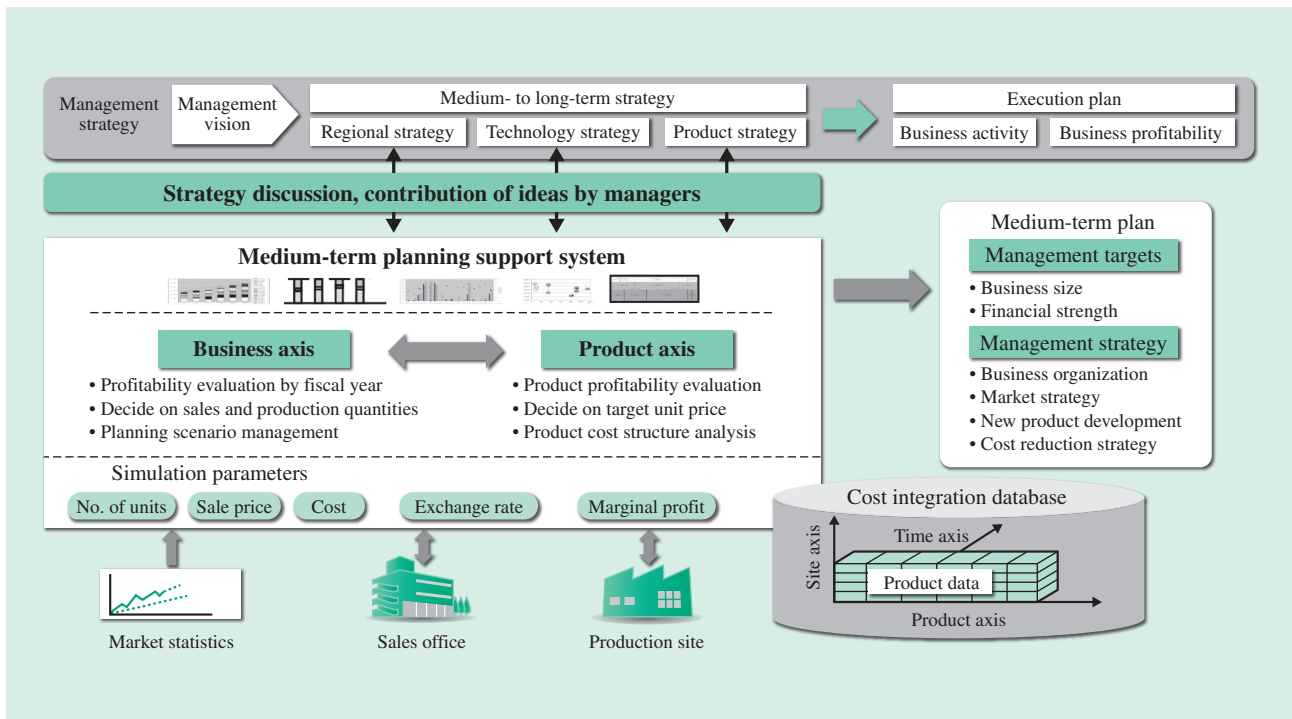 Management
strategy
Management
vision
Medium- to long-term strategy
Regional strategy
Technology strategy
Product strategy
Execution plan
Business activity
Business profitability
Strategy discussion, contribution of ideas by managers
Medium-term planning support system
Business axis
• Profitability evaluation by fiscal year
• Decide on sales and production quantities
• Planning scenario management
Product axis
• Product profitability evaluation
• Decide on target unit price
• Product cost structure analysis
Simulation parameters
No. of units
Sale price
Cost
Exchange rate
Marginal profit
Market statistics
Sales office
Production site
Medium-term plan
Management targets
• Business size
• Financial strength
Management strategy
• Business organization
• Market strategy
• New product development
• Cost reduction strategy
Cost integration database
Site axis
Time axis
Product data
Product axis